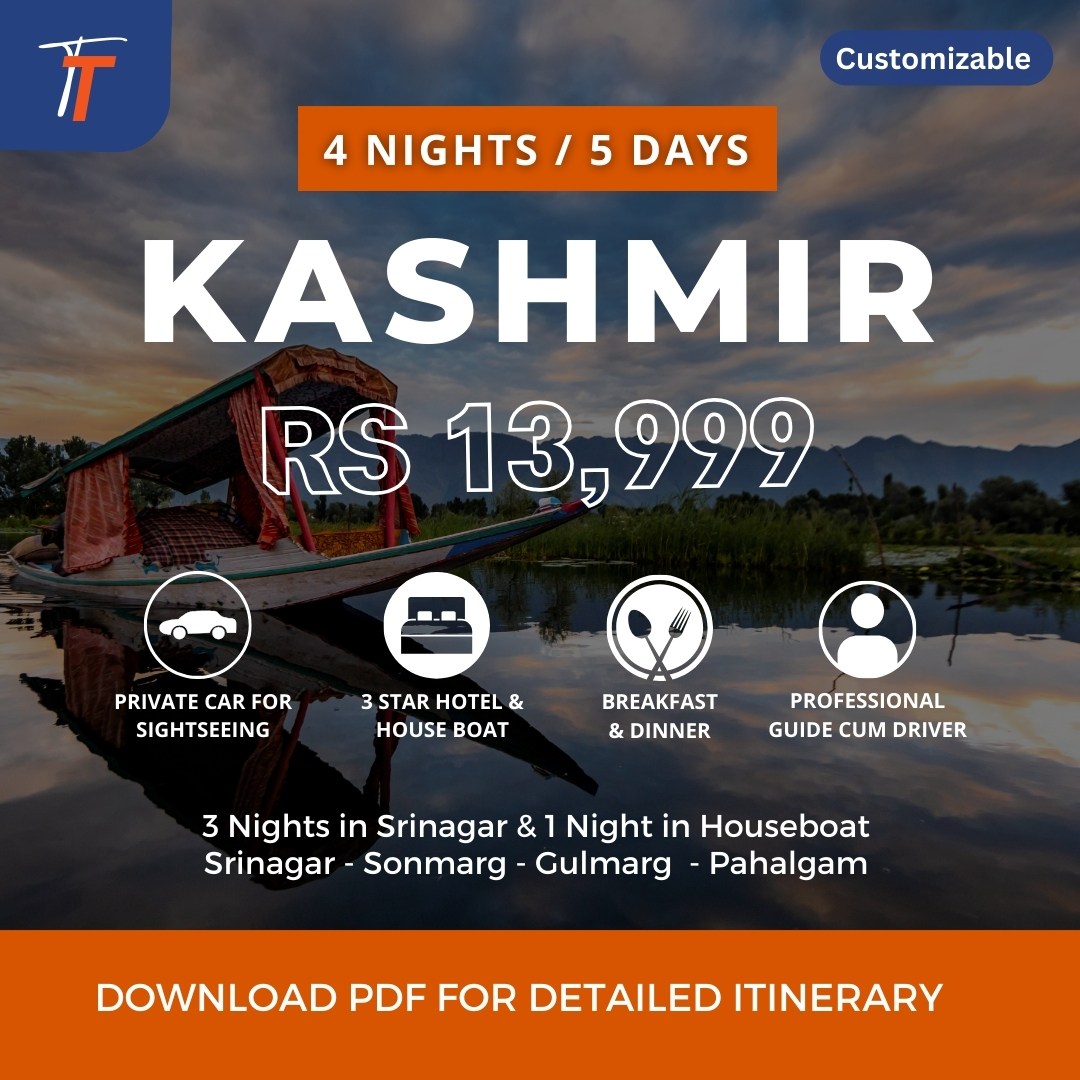 TT
Customizable
4 NIGHTS / 5 DAYS
KASHMIR
RS 13,999
PRIVATE CAR FOR
SIGHTSEEING
3 STAR HOTEL &
HOUSE BOAT
BREAKFAST
& DINNER
PROFESSIONAL
GUIDE CUM DRIVER
3 Nights in Srinagar & 1 Night in Houseboat
Srinagar - Sonmarg - Gulmarg - Pahalgam
DOWNLOAD PDF FOR DETAILED ITINERARY